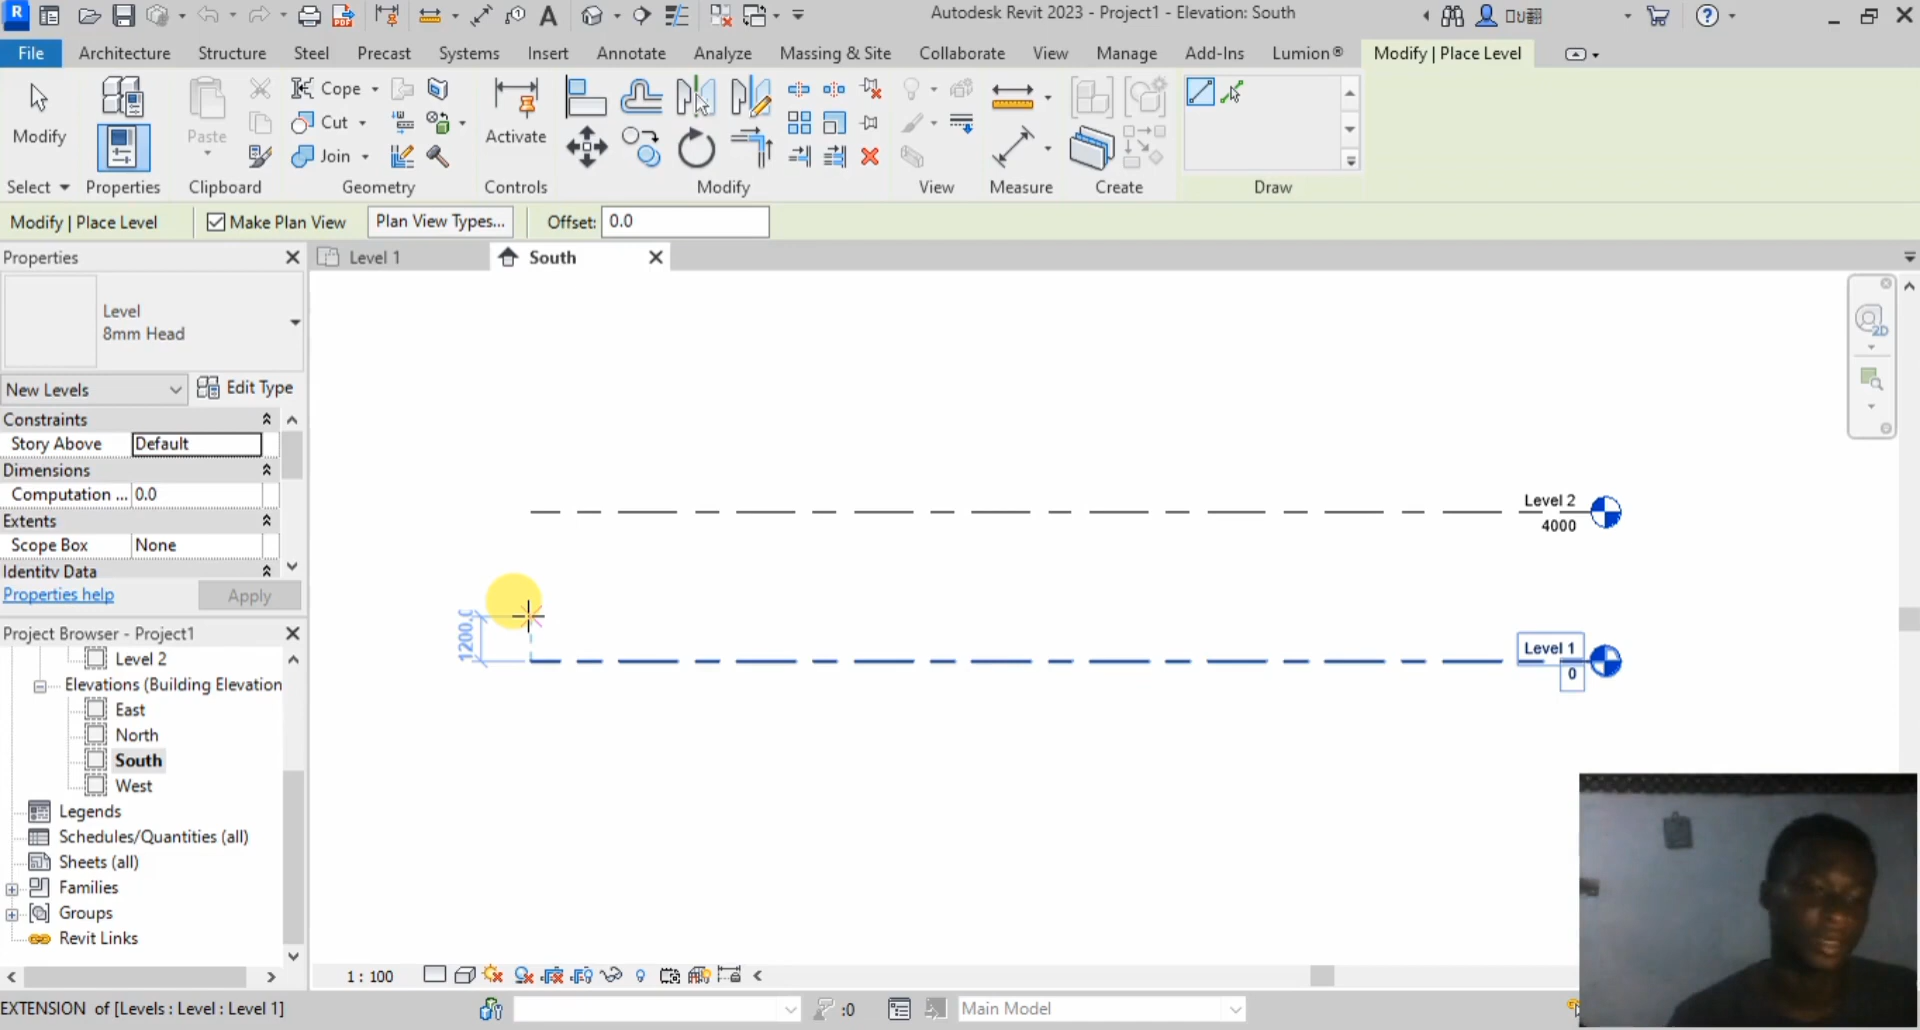 Autodesk Revit 2023 - Project1 - Elevation: South
File Architecture Structure Steel Precast Systems Insert Annotate Analyze Massing & Site Collaborate View Manage Add-Ins Lumion® Modify | Place Level
Cope
Cut
Join
Modify
Paste
Activate
Select Properties Clipboard Geometry Controls Modify View Measure Create Draw
Modify | Place Level Make Plan View Plan View Types... Offset: 0.0
Properties
Level 1
South
Level
8mm Head
New Levels Edit Type
Constraints
Story Above Default
Dimensions
Computation ... 0.0
Extents
Scope Box None
Identity Data
Properties help Apply
Project Browser - Project1
Level 2
Elevations (Building Elevation
East
North
South
West
Legends
Schedules/Quantities (all)
Sheets (all)
Families
Groups
Revit Links
2D
Level 2
4000
1200.0
Level 1
0
1 : 100
EXTENSION of [Levels : Level : Level 1]
:0
Main Model